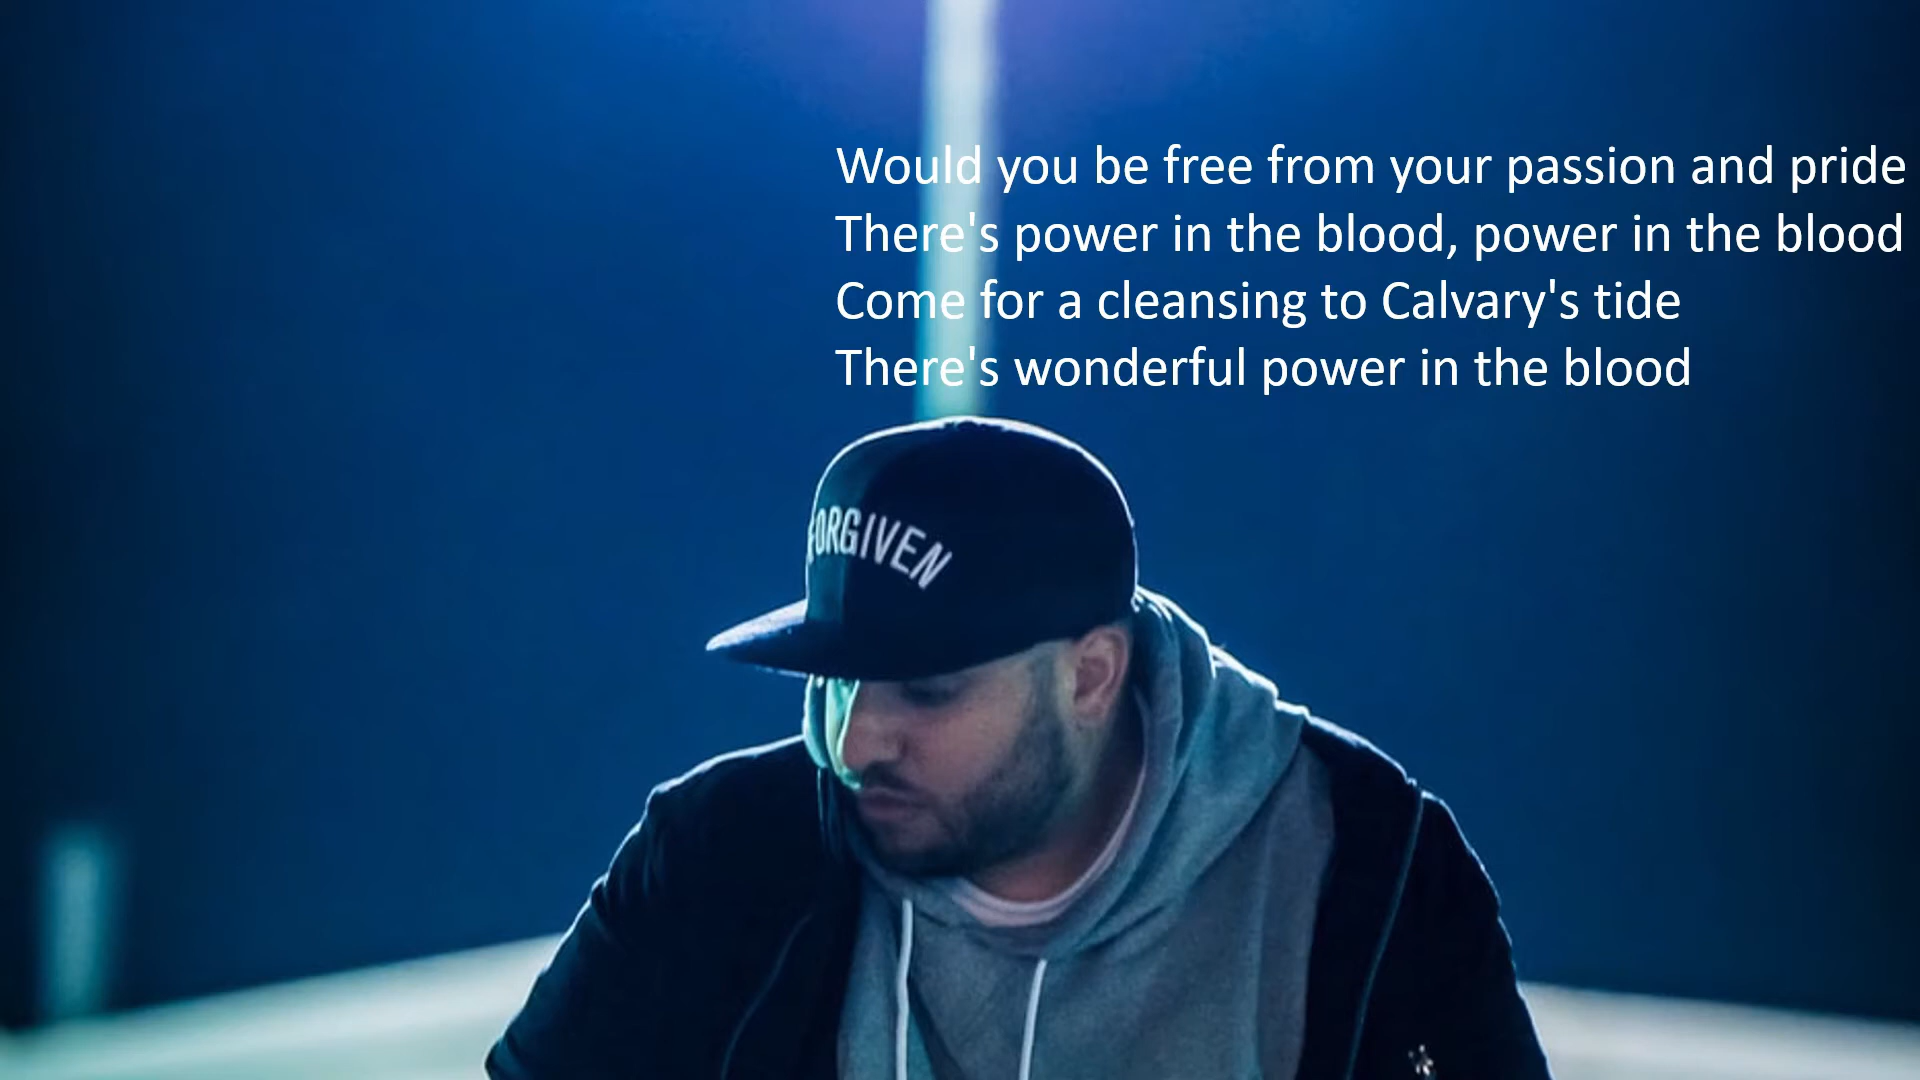 Would you be free from your passion and pride
There's power in the blood, power in the blood
Come for a cleansing to Calvary's tide
There's wonderful power in the blood
FORGIVEN